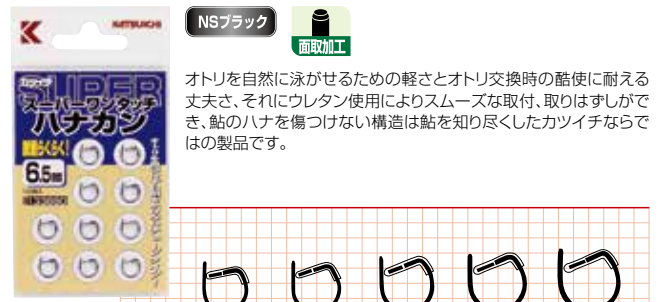 KATSUICHI
NSブラック
面取加工
カツイチ
SUPER
スーパーワンタッチ
ハナカン
6.5mm
オトリを自然に泳がせるための軽さとオトリ交換時の酷使に耐える
丈夫さ、それにウレタン使用によりスムーズな取付、取りはずしがで
き、鮎のハナを傷つけない構造は鮎を知り尽くしたカツイチならで
はの製品です。